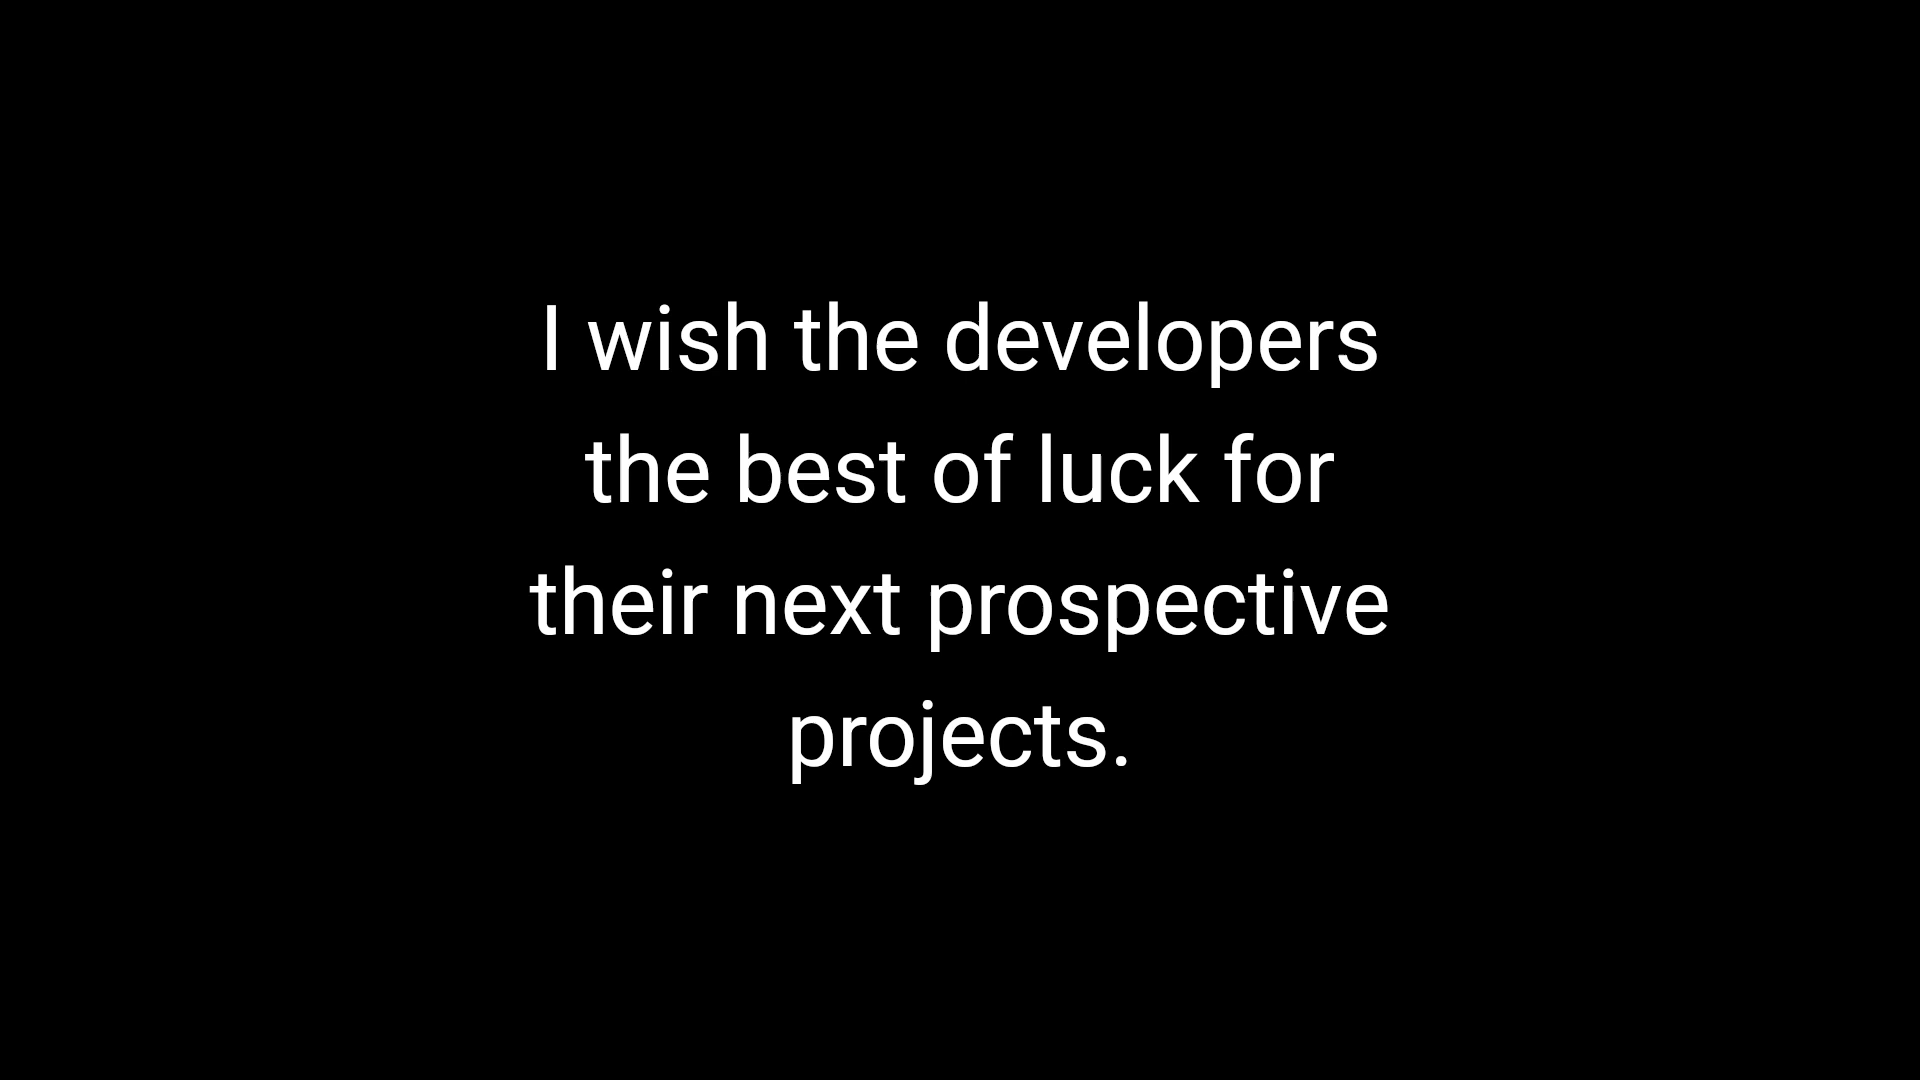 I wish the developers
the best of luck for
their next prospective
projects.